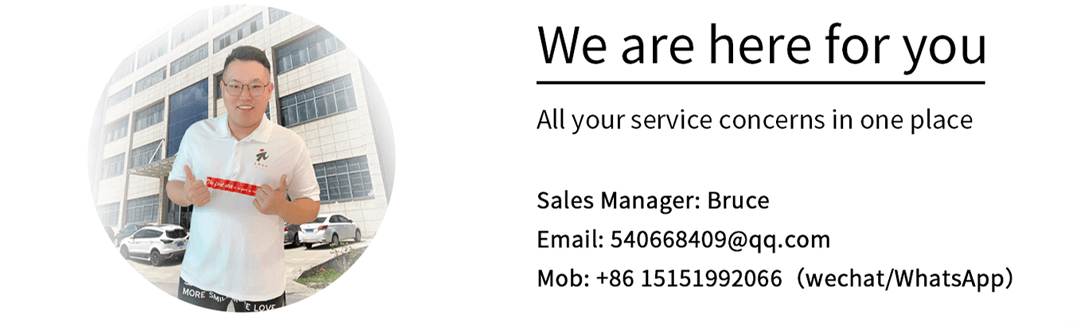 We are here for you
All your service concerns in one place
Sales Manager: Bruce
Email: 540668409@qq.com
Mob: +86 15151992066（wechat/WhatsApp）
MORE SMIL
E LOVE